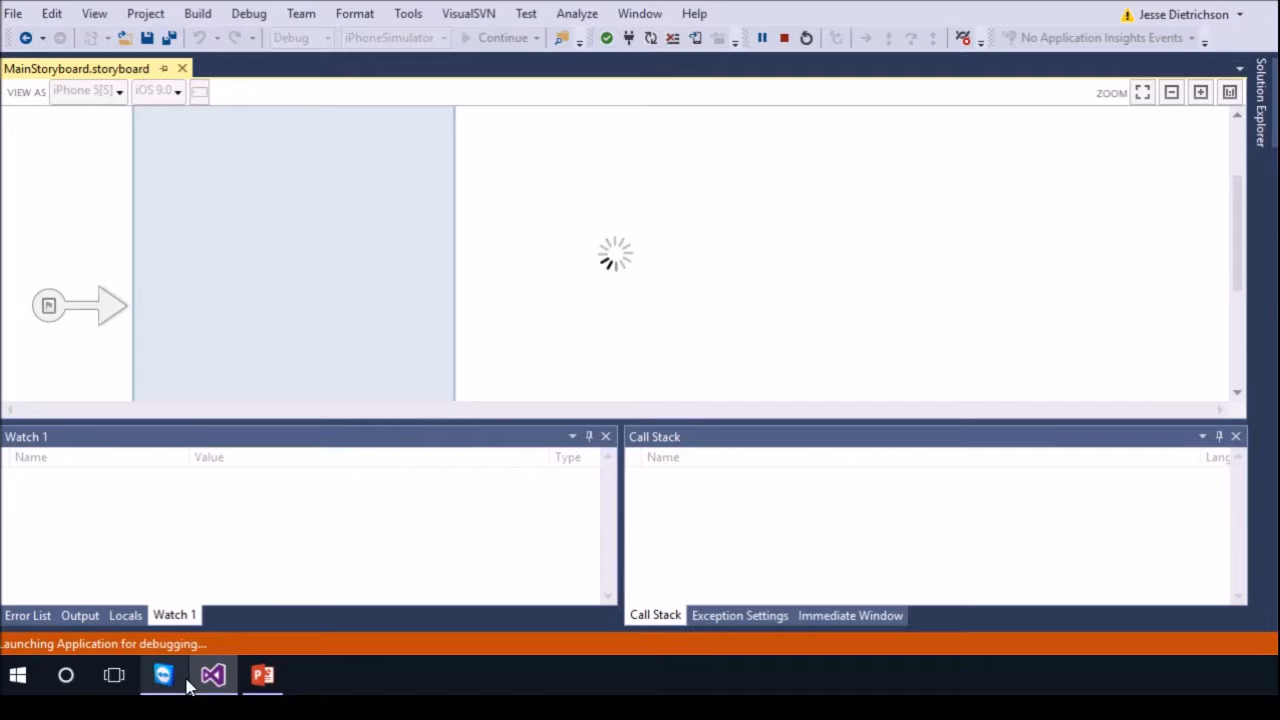 File Edit View Project Build Debug Team Format Tools VisualSVN Test Analyze Window Help Jesse Dietrichson
Debug iPhoneSimulator Continue No Application Insights Events
MainStoryboard.storyboard
VIEW AS iPhone 5[S] iOS 9.0 ZOOM
Solution Explorer
Watch 1
Name Value Type
Call Stack
Name Lang
Error List Output Locals Watch 1
Call Stack Exception Settings Immediate Window
Launching Application for debugging...